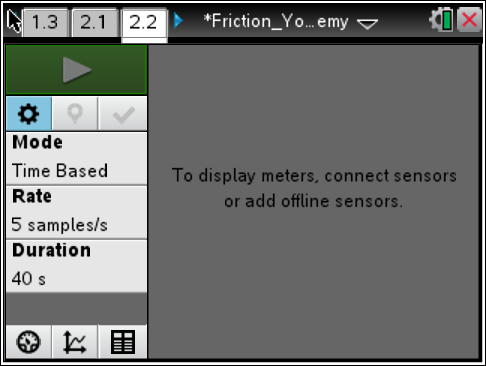 1.3 2.1 2.2 *Friction_Yo…emy
Mode
Time Based
Rate
5 samples/s
Duration
40 s
To display meters, connect sensors
or add offline sensors.